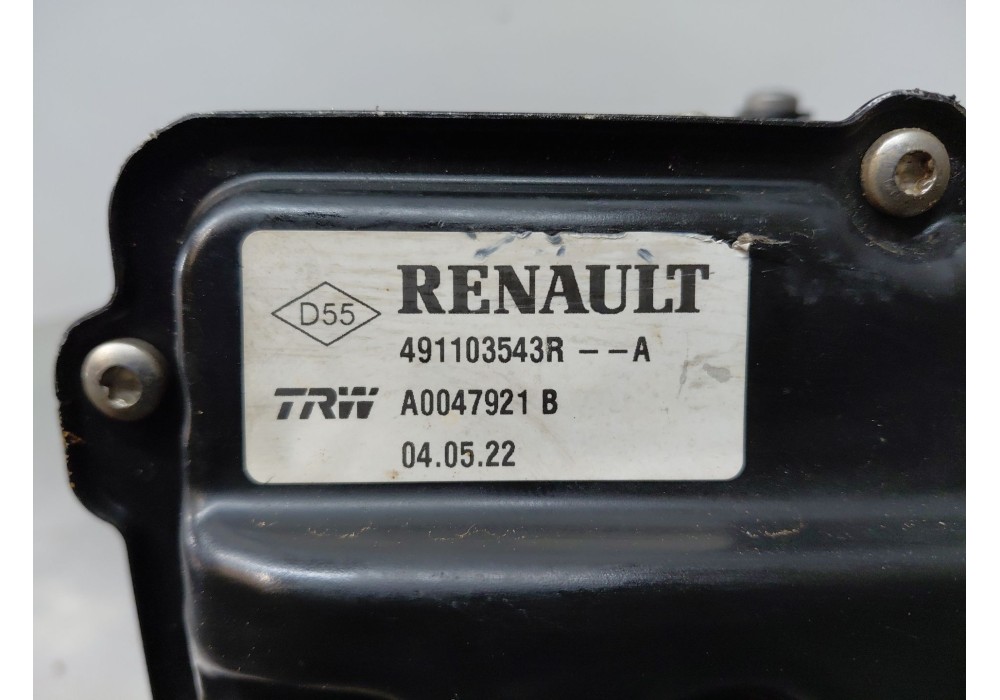 RENAULT
D55
491103543R - - A
TRW A0047921 B
04.05.22